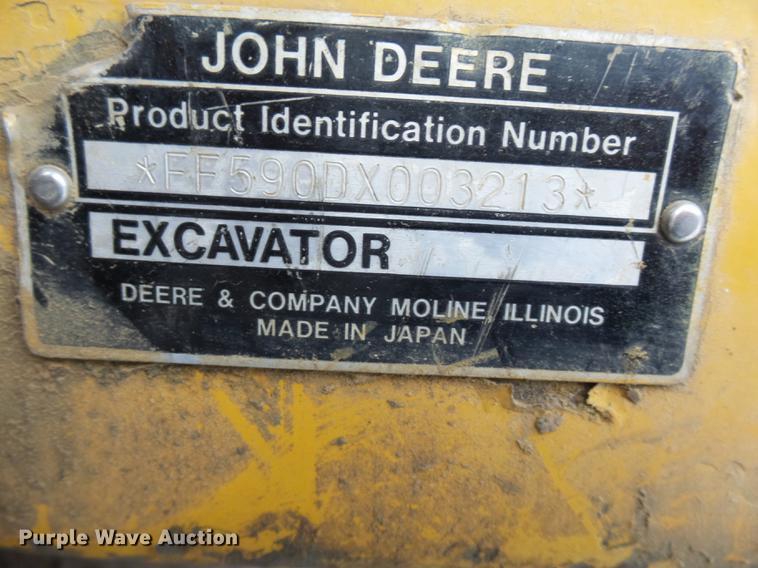 JOHN DEERE
Product Identification Number
*FF590DX003213*
EXCAVATOR
DEERE & COMPANY MOLINE, ILLINOIS
MADE IN JAPAN
Purple Wave Auction